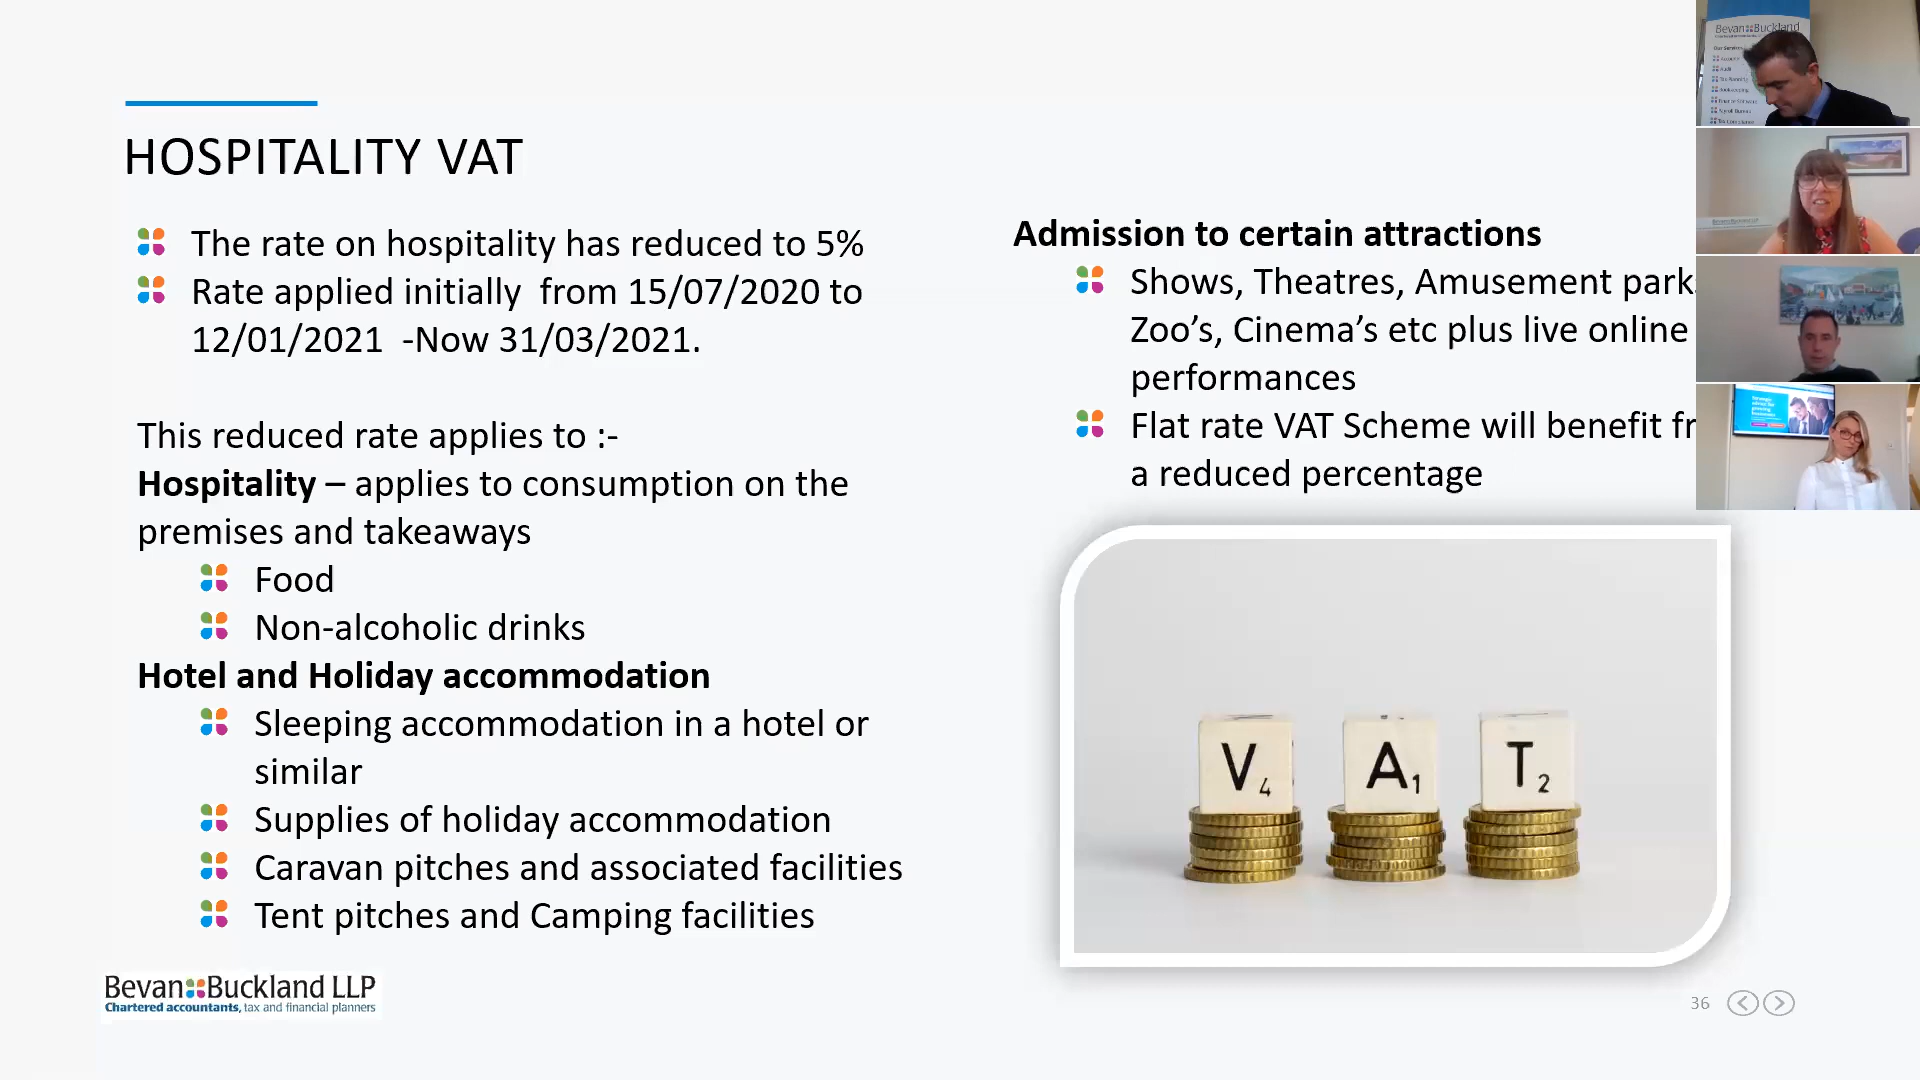 HOSPITALITY VAT
The rate on hospitality has reduced to 5%
Rate applied initially from 15/07/2020 to
12/01/2021 -Now 31/03/2021.
This reduced rate applies to :-
Hospitality – applies to consumption on the
premises and takeaways
Food
Non-alcoholic drinks
Hotel and Holiday accommodation
Sleeping accommodation in a hotel or
similar
Supplies of holiday accommodation
Caravan pitches and associated facilities
Tent pitches and Camping facilities
Admission to certain attractions
Shows, Theatres, Amusement park
Zoo’s, Cinema’s etc plus live online
performances
Flat rate VAT Scheme will benefit fr
a reduced percentage
V4 A1 T2
Bevan Buckland LLP
Chartered accountants, tax and financial planners
36
Bevan Buckland